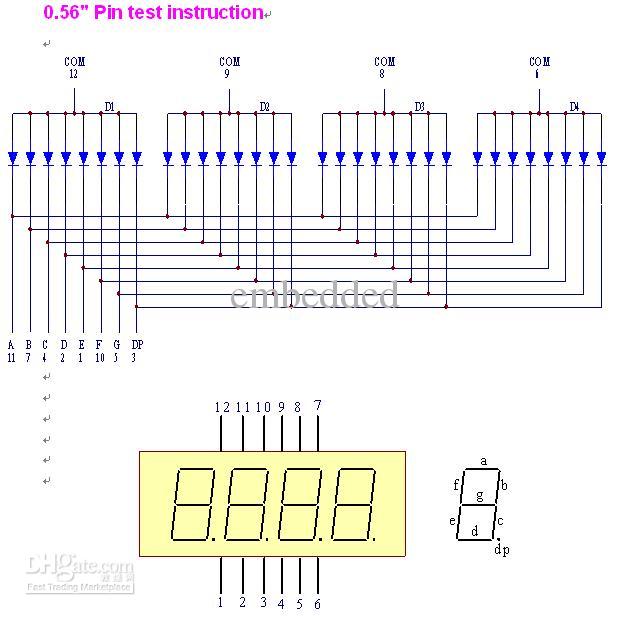 0.56" Pin test instruction
COM COM COM COM
12 9 8 6
D1 D2 D3 D4
embedded
A B C D E F G DP
11 7 4 2 1 10 5 3
12 11 10 9 8 7
a
f b
g
e c
d
dp
1 2 3 4 5 6
DHgate.com
Fast Trading Marketplace